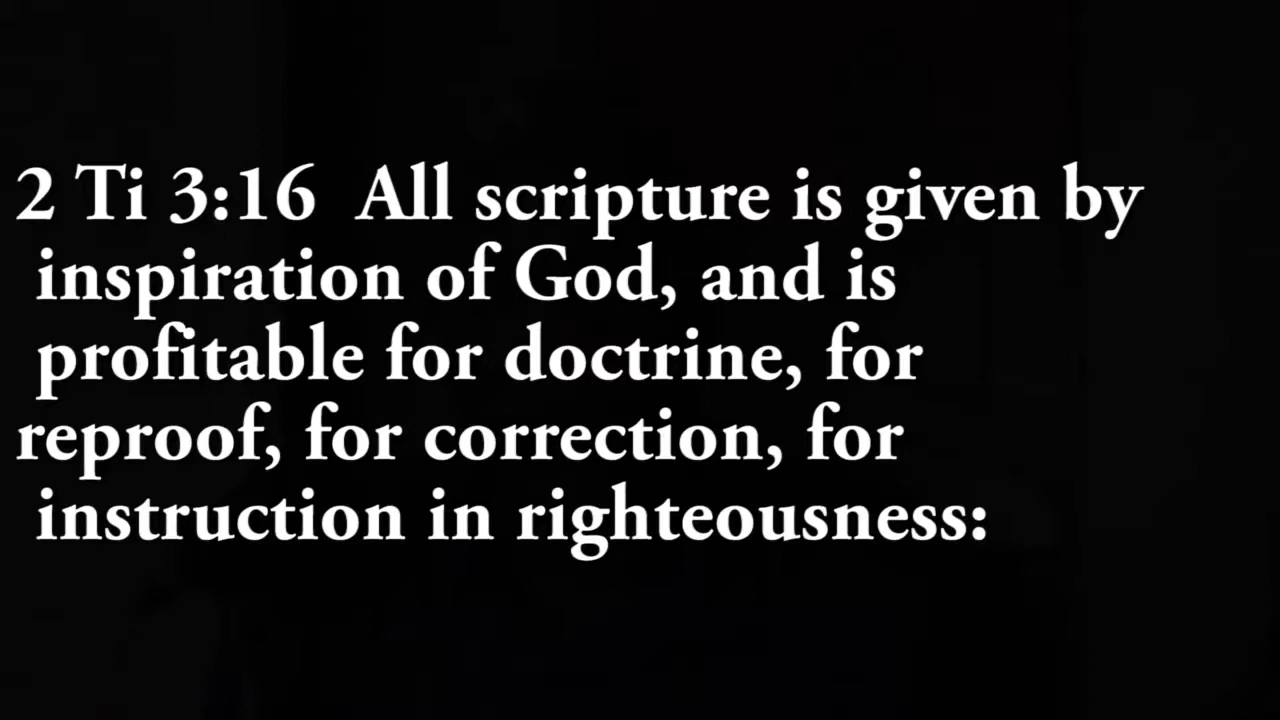 2 Ti 3:16 All scripture is given by
inspiration of God, and is
profitable for doctrine, for
reproof, for correction, for
instruction in righteousness: